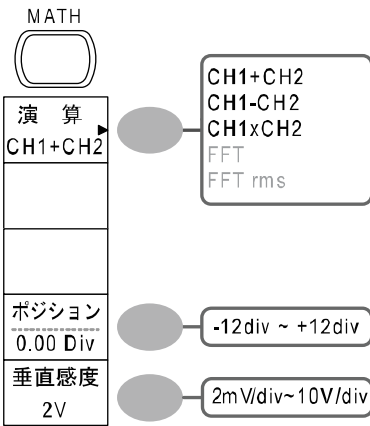 MATH
演 算
CH1+CH2
CH1+CH2
CH1-CH2
CH1xCH2
FFT
FFT rms
ポジション
0.00 Div
-12div ~ +12div
垂直感度
2V
2mV/div~10V/div